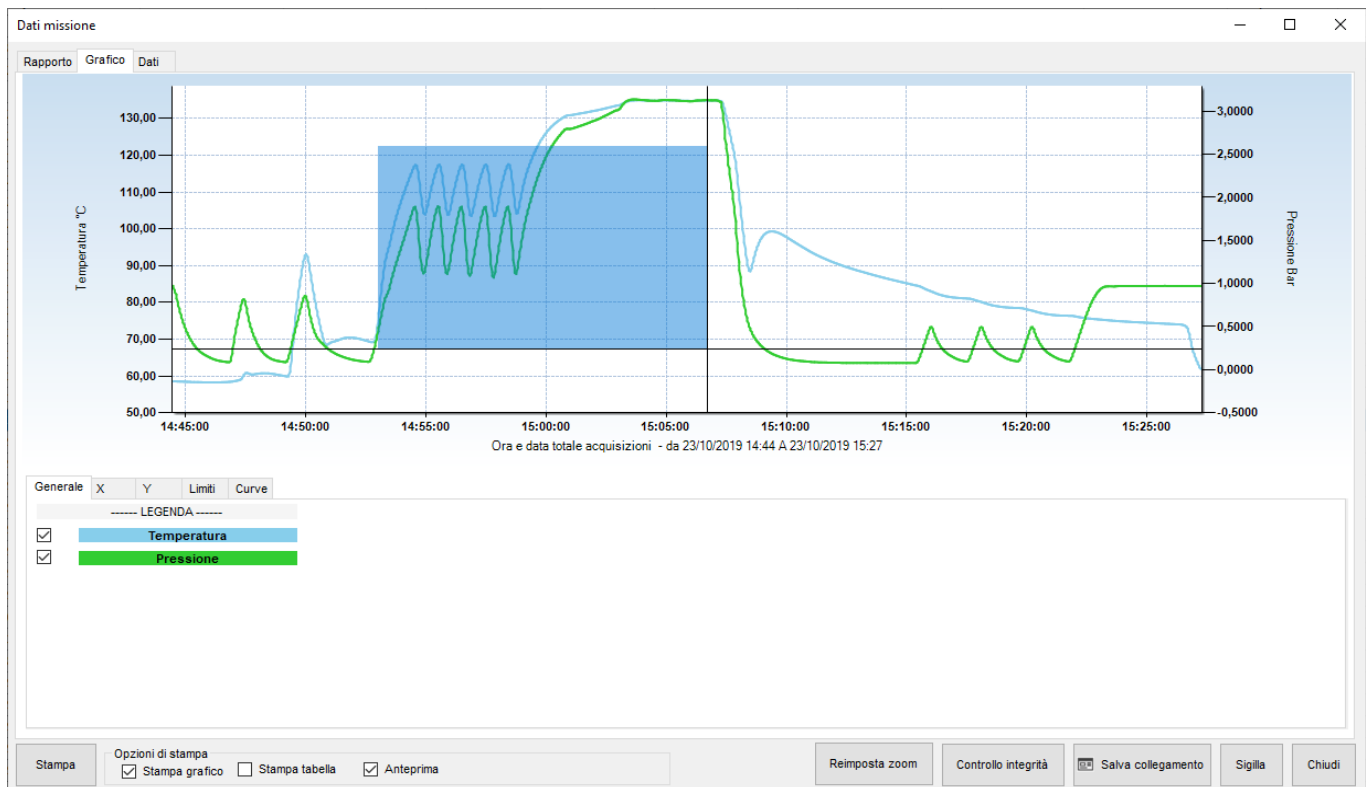 Dati missione
Rapporto Grafico Dati
130,00
120,00
110,00
100,00
90,00
80,00
70,00
60,00
50,00
Temperatura °C
3,0000
2,5000
2,0000
1,5000
1,0000
0,5000
0,0000
-0,5000
Pressione Bar
14:45:00 14:50:00 14:55:00 15:00:00 15:05:00 15:10:00 15:15:00 15:20:00 15:25:00
Ora e data totale acquisizioni - da 23/10/2019 14:44 A 23/10/2019 15:27
Generale X Y Limiti Curve
------ LEGENDA ------
Temperatura
Pressione
Stampa
Opzioni di stampa
Stampa grafico Stampa tabella Anteprima
Reimposta zoom Controllo integrità Salva collegamento Sigilla Chiudi